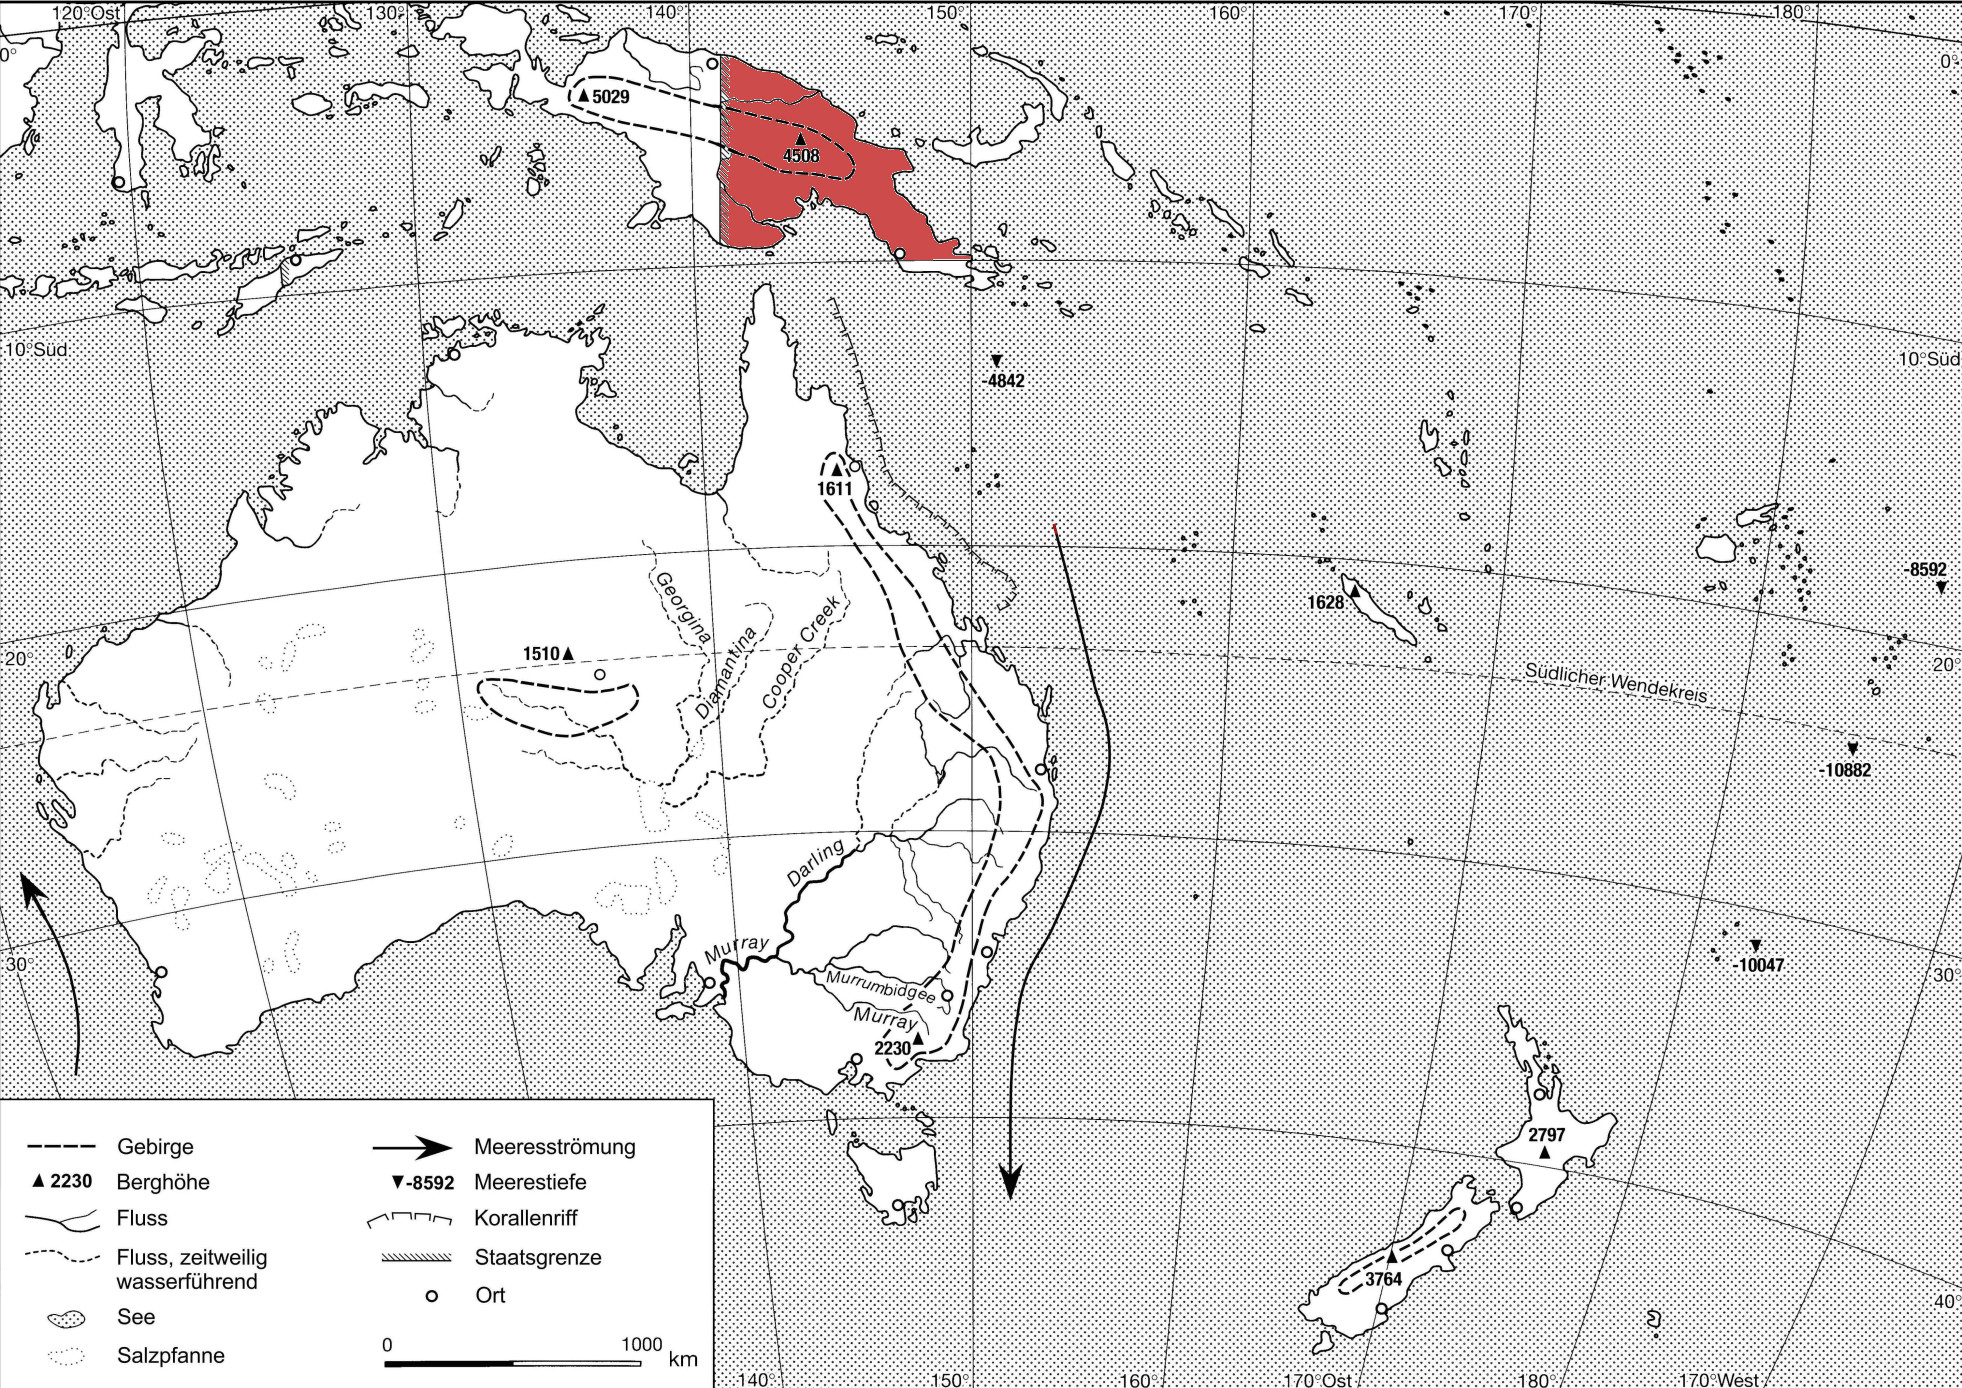 120°Ost
130°
140°
150°
160°
170°
180°
0°
0°
5029
4508
10°Süd
10°Süd
-4842
1611
Georgina
Diamantina
Cooper Creek
-8592
1628
1510
20°
20°
Südlicher Wendekreis
-10882
Darling
Murray
30°
30°
-10047
Murrumbidgee
Murray
2230
2797
3764
40°
Gebirge
2230 Berghöhe
Fluss
Fluss, zeitweilig
wasserführend
See
Salzpfanne
Meeresströmung
-8592 Meerestiefe
Korallenriff
Staatsgrenze
Ort
0 1000 km
140°
150°
160°
170°Ost
180°
170°West